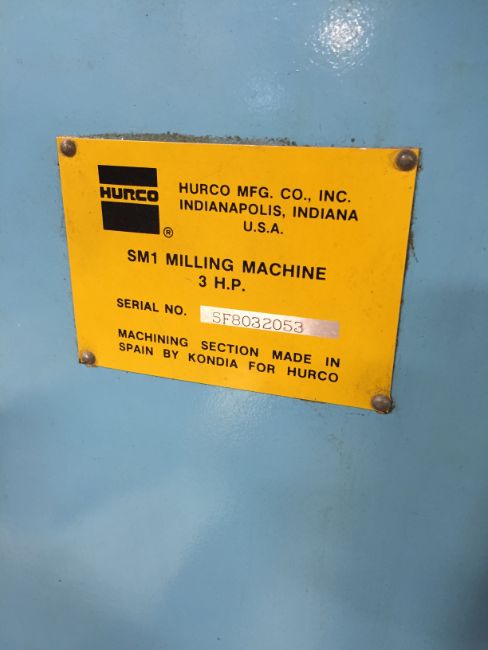 HURCO
®
HURCO MFG. CO., INC.
INDIANAPOLIS, INDIANA
U.S.A.
SM1 MILLING MACHINE
3 H.P.
SERIAL NO. SF8032053
MACHINING SECTION MADE IN
SPAIN BY KONDIA FOR HURCO